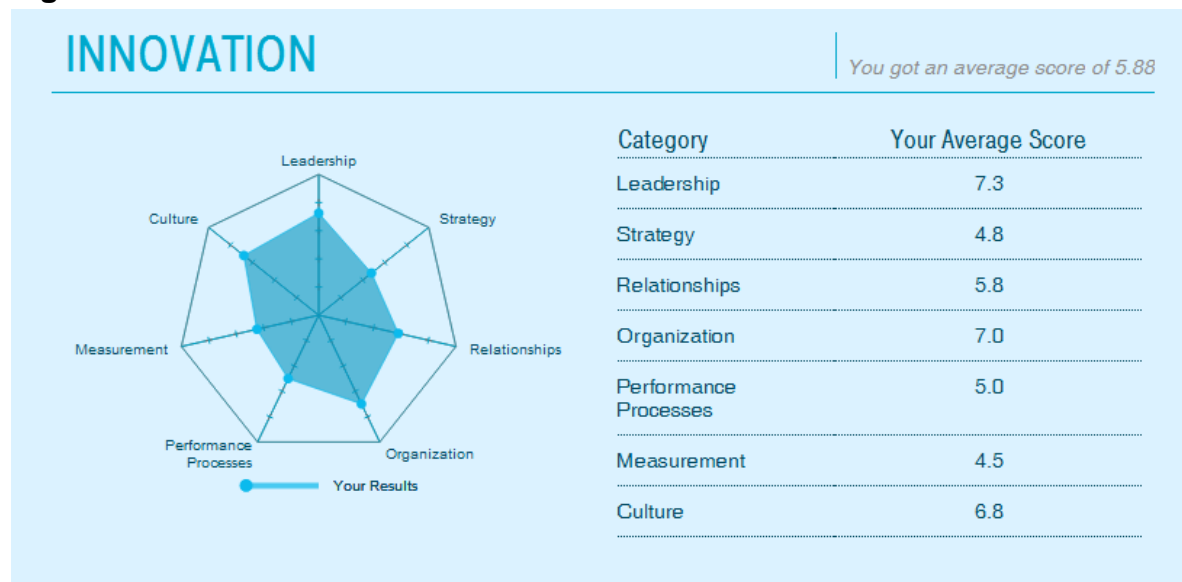 INNOVATION
You got an average score of 5.88
Leadership
Culture
Strategy
Measurement
Relationships
Performance
Processes
Organization
Your Results
Category Your Average Score
Leadership 7.3
Strategy 4.8
Relationships 5.8
Organization 7.0
Performance 5.0
Processes
Measurement 4.5
Culture 6.8